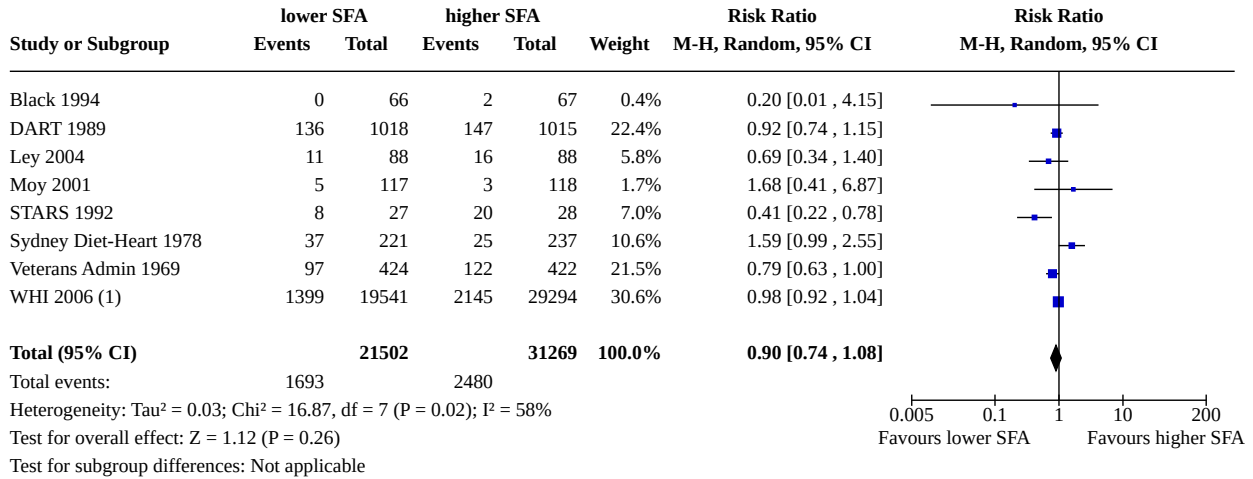 lower SFA higher SFA Risk Ratio Risk Ratio
Study or Subgroup Events Total Events Total Weight M-H, Random, 95% CI M-H, Random, 95% CI
Black 1994 0 66 2 67 0.4% 0.20 [0.01 , 4.15]
DART 1989 136 1018 147 1015 22.4% 0.92 [0.74 , 1.15]
Ley 2004 11 88 16 88 5.8% 0.69 [0.34 , 1.40]
Moy 2001 5 117 3 118 1.7% 1.68 [0.41 , 6.87]
STARS 1992 8 27 20 28 7.0% 0.41 [0.22 , 0.78]
Sydney Diet-Heart 1978 37 221 25 237 10.6% 1.59 [0.99 , 2.55]
Veterans Admin 1969 97 424 122 422 21.5% 0.79 [0.63 , 1.00]
WHI 2006 (1) 1399 19541 2145 29294 30.6% 0.98 [0.92 , 1.04]
Total (95% CI) 21502 31269 100.0% 0.90 [0.74 , 1.08]
Total events: 1693 2480
Heterogeneity: Tau² = 0.03; Chi² = 16.87, df = 7 (P = 0.02); I² = 58%
0.005 0.1 1 10 200
Test for overall effect: Z = 1.12 (P = 0.26)
Favours lower SFA Favours higher SFA
Test for subgroup differences: Not applicable